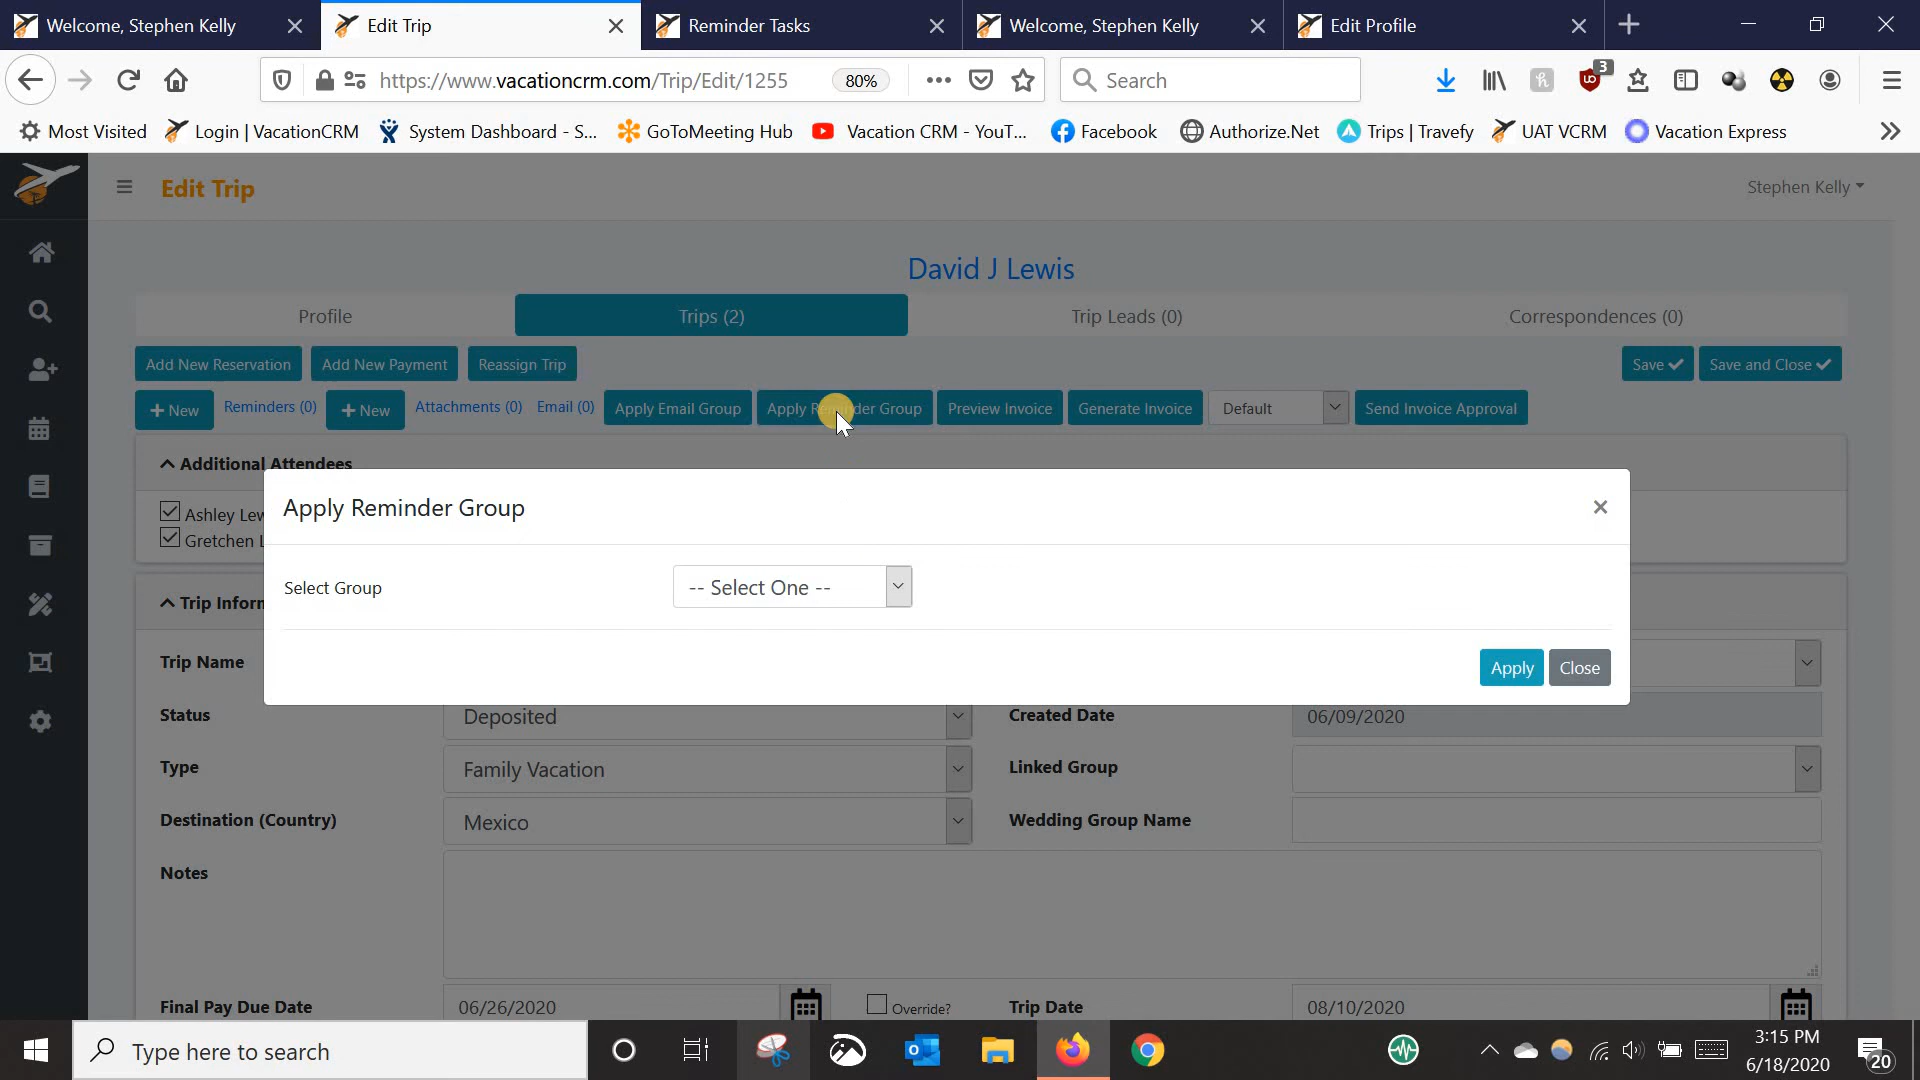 Welcome, Stephen Kelly
Edit Trip
Reminder Tasks
Welcome, Stephen Kelly
Edit Profile
https://www.vacationcrm.com/Trip/Edit/1255
80%
Search
3
Most Visited
Login | VacationCRM
System Dashboard - S...
GoToMeeting Hub
Vacation CRM - YouT...
Facebook
Authorize.Net
Trips | Travefy
UAT VCRM
Vacation Express
Edit Trip
Stephen Kelly
David J Lewis
Profile
Trips (2)
Trip Leads (0)
Correspondences (0)
Add New Reservation
Add New Payment
Reassign Trip
Save
Save and Close
New
Reminders (0)
New
Attachments (0)
Email (0)
Apply Email Group
Apply Reminder Group
Preview Invoice
Generate Invoice
Default
Send Invoice Approval
Additional Attendees
Ashley
Gretchen
Apply Reminder Group
×
Select Group
-- Select One --
Apply
Close
Trip
Trip Name
Status
Deposited
Created Date
06/09/2020
Type
Family Vacation
Linked Group
Destination (Country)
Mexico
Wedding Group Name
Notes
Final Pay Due Date
06/26/2020
Override?
Trip Date
08/10/2020
Type here to search
3:15 PM
6/18/2020
20